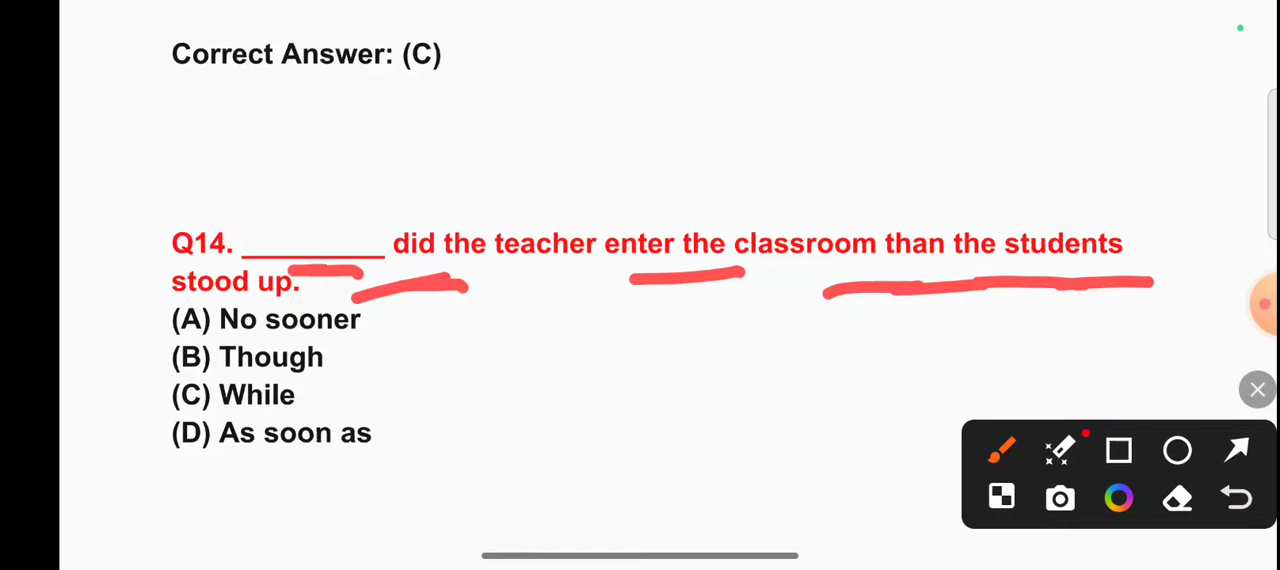 Correct Answer: (C)
Q14. _________ did the teacher enter the classroom than the students
stood up.
(A) No sooner
(B) Though
(C) While
(D) As soon as